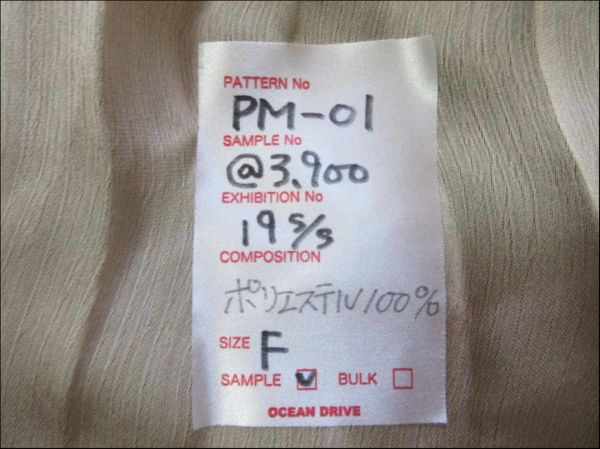 PATTERN No
PM-01
SAMPLE No
@3,900
EXHIBITION No
19 s/s
COMPOSITION
ポリエステル100%
SIZE F
SAMPLE ☑ BULK ☐
OCEAN DRIVE